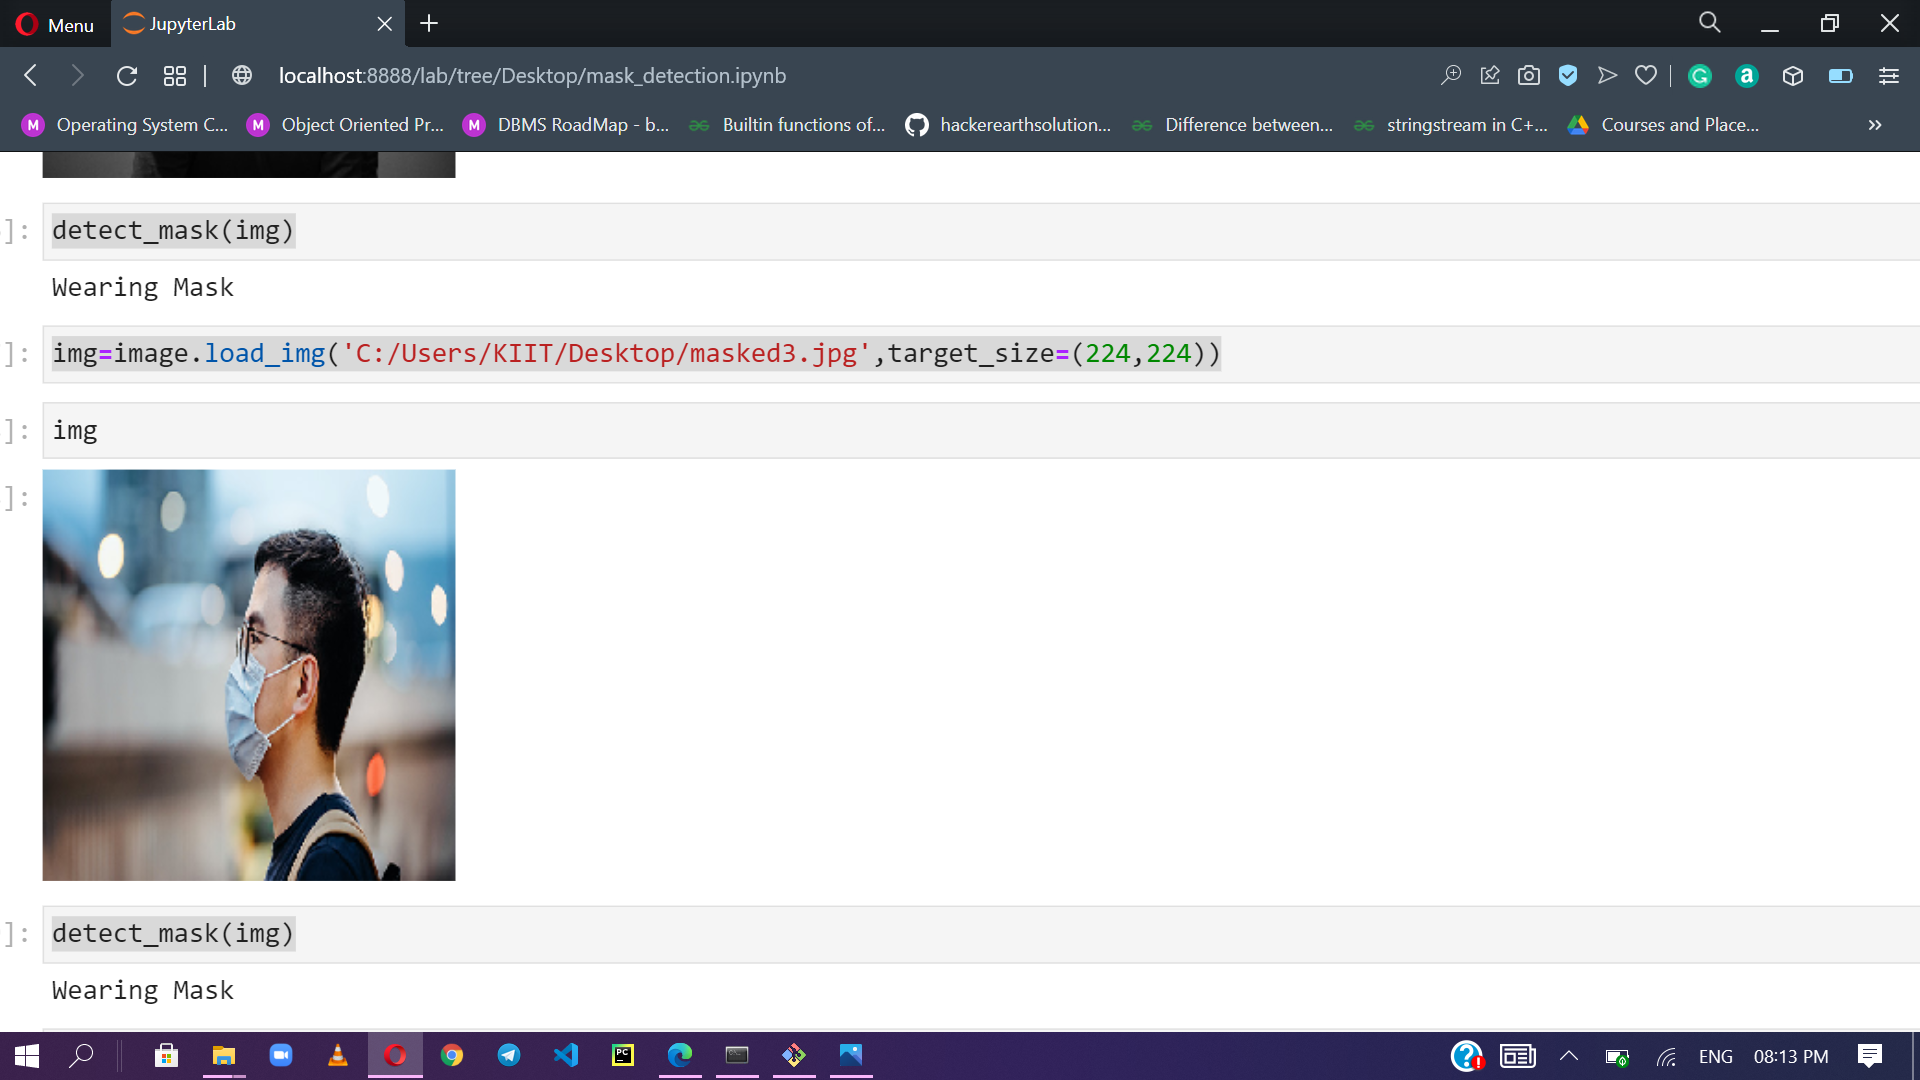 Menu
JupyterLab
localhost:8888/lab/tree/Desktop/mask_detection.ipynb
Operating System C... Object Oriented Pr... DBMS RoadMap - b... Builtin functions of... hackerearthsolution... Difference between... stringstream in C+... Courses and Place...
]: detect_mask(img)
Wearing Mask
]: img=image.load_img('C:/Users/KIIT/Desktop/masked3.jpg',target_size=(224,224))
]: img
]:
]: detect_mask(img)
Wearing Mask
ENG 08:13 PM